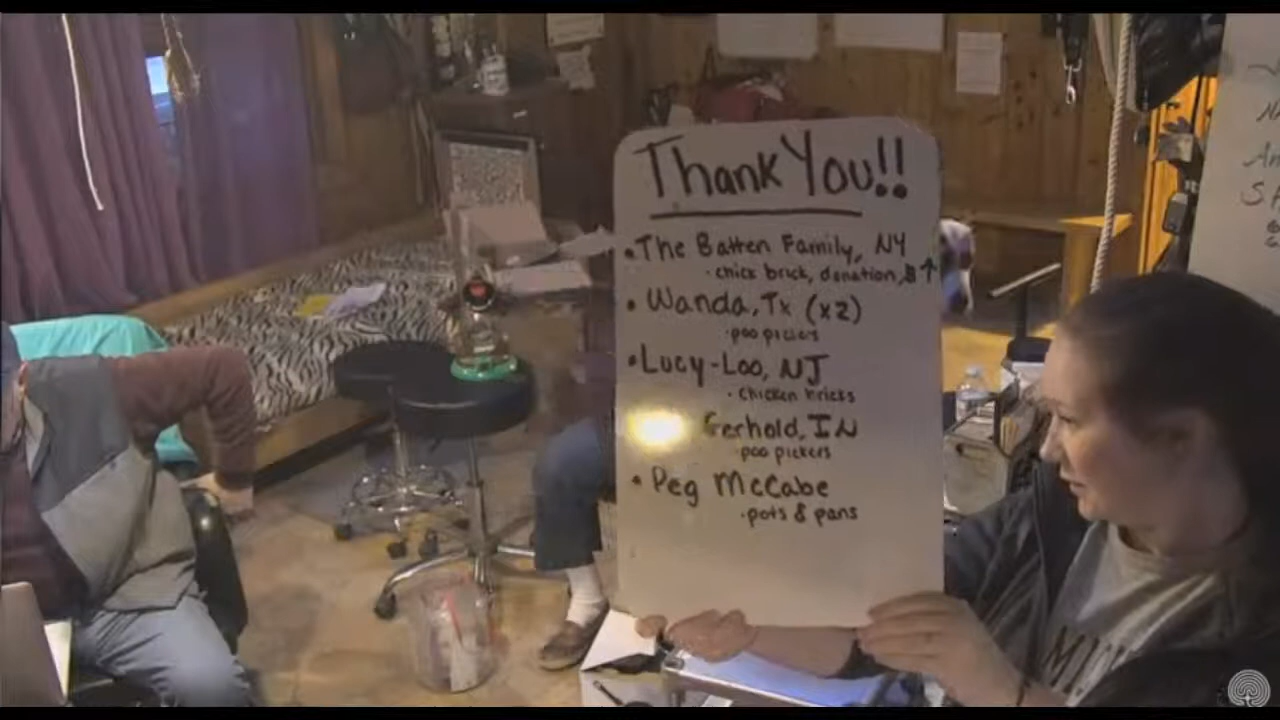 Thank You!!
• The Batten Family, NY
· chick brick, donation, B ↑
• Wanda, Tx (x2)
· poo pickers
• Lucy-Loo, NJ
· chicken bricks
Gerhold, IN
· poo pickers
• Peg McCabe
· pots & pans